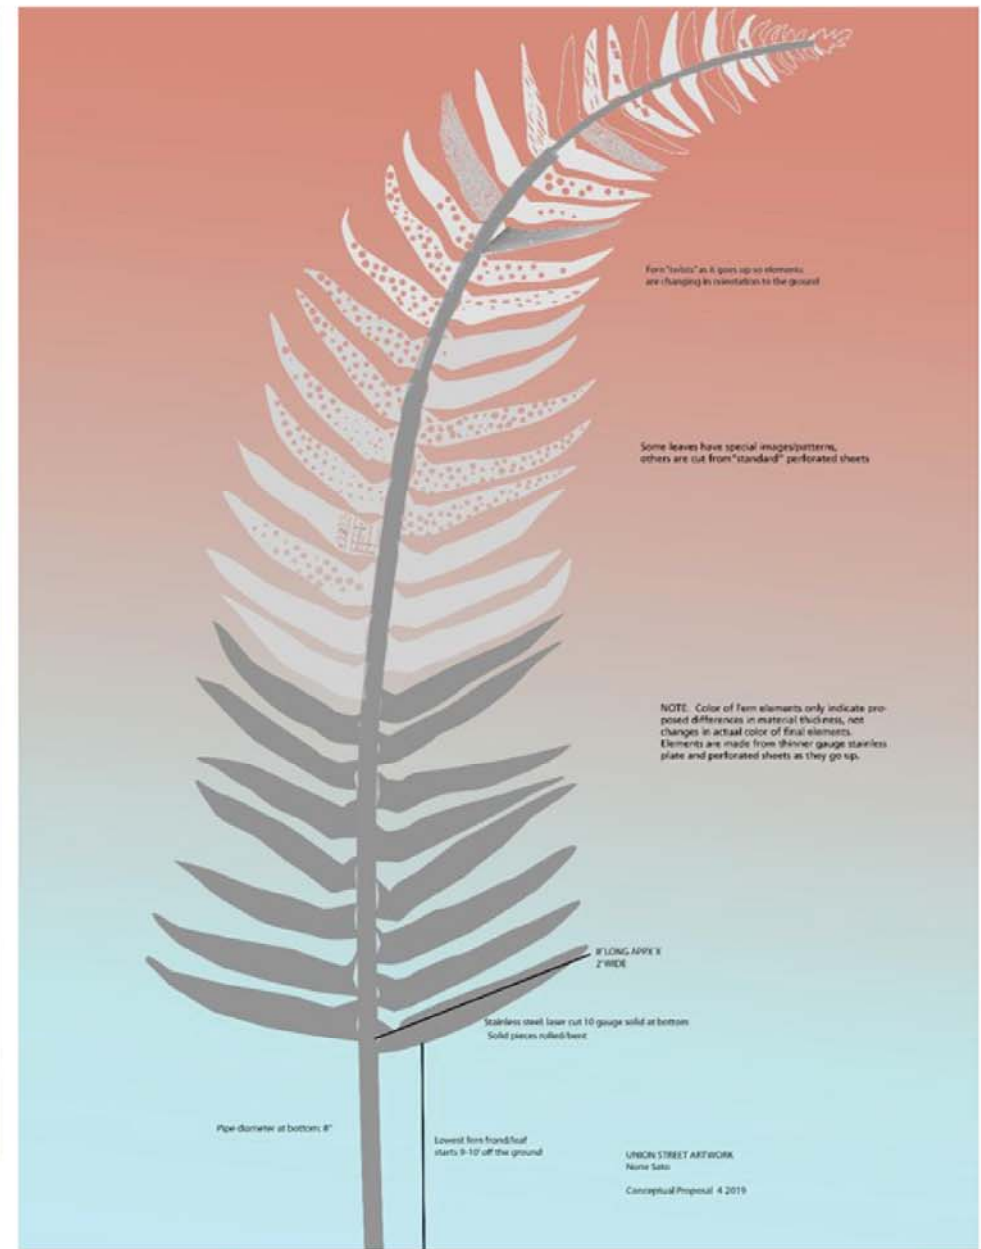 Fern "twists" as it goes up so elements
are changing in orientation to the ground
Some leaves have special images/patterns,
others are cut from "standard" perforated sheets
NOTE. Color of Fern elements only indicate pro-
posed differences in material thickness, not
changes in actual color of final elements.
Elements are made from thinner gauge stainless
plate and perforated sheets as they go up.
8' LONG APPX X
2' WIDE
Stainless steel: laser cut 10 gauge solid at bottom
Solid pieces rolled/bent
Pipe diameter at bottom: 8"
Lowest fern frond/leaf
starts 9-10' off the ground
UNION STREET ARTWORK
Norie Sato
Conceptual Proposal 4 2019